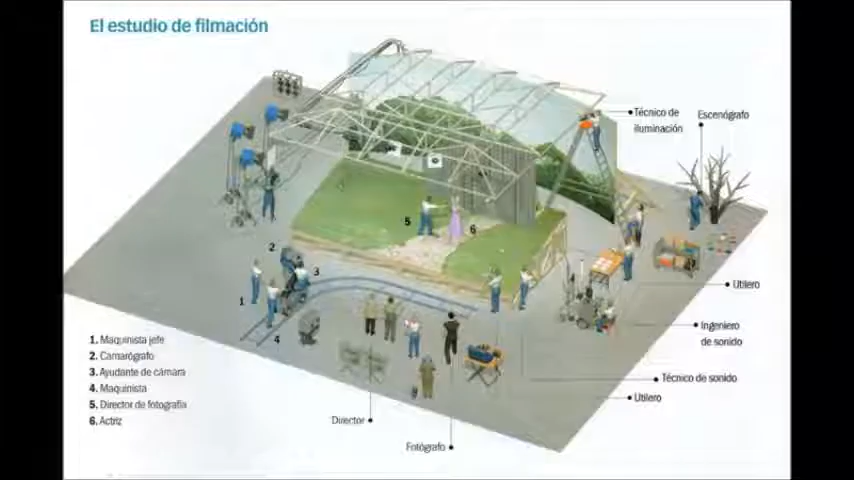 El estudio de filmación
Técnico de
iluminación
Escenógrafo
5
6
2
3
1
4
Utilero
Ingeniero
de sonido
Técnico de sonido
Utilero
Director
Fotógrafo
1. Maquinista jefe
2. Camarógrafo
3. Ayudante de cámara
4. Maquinista
5. Director de fotografía
6. Actriz